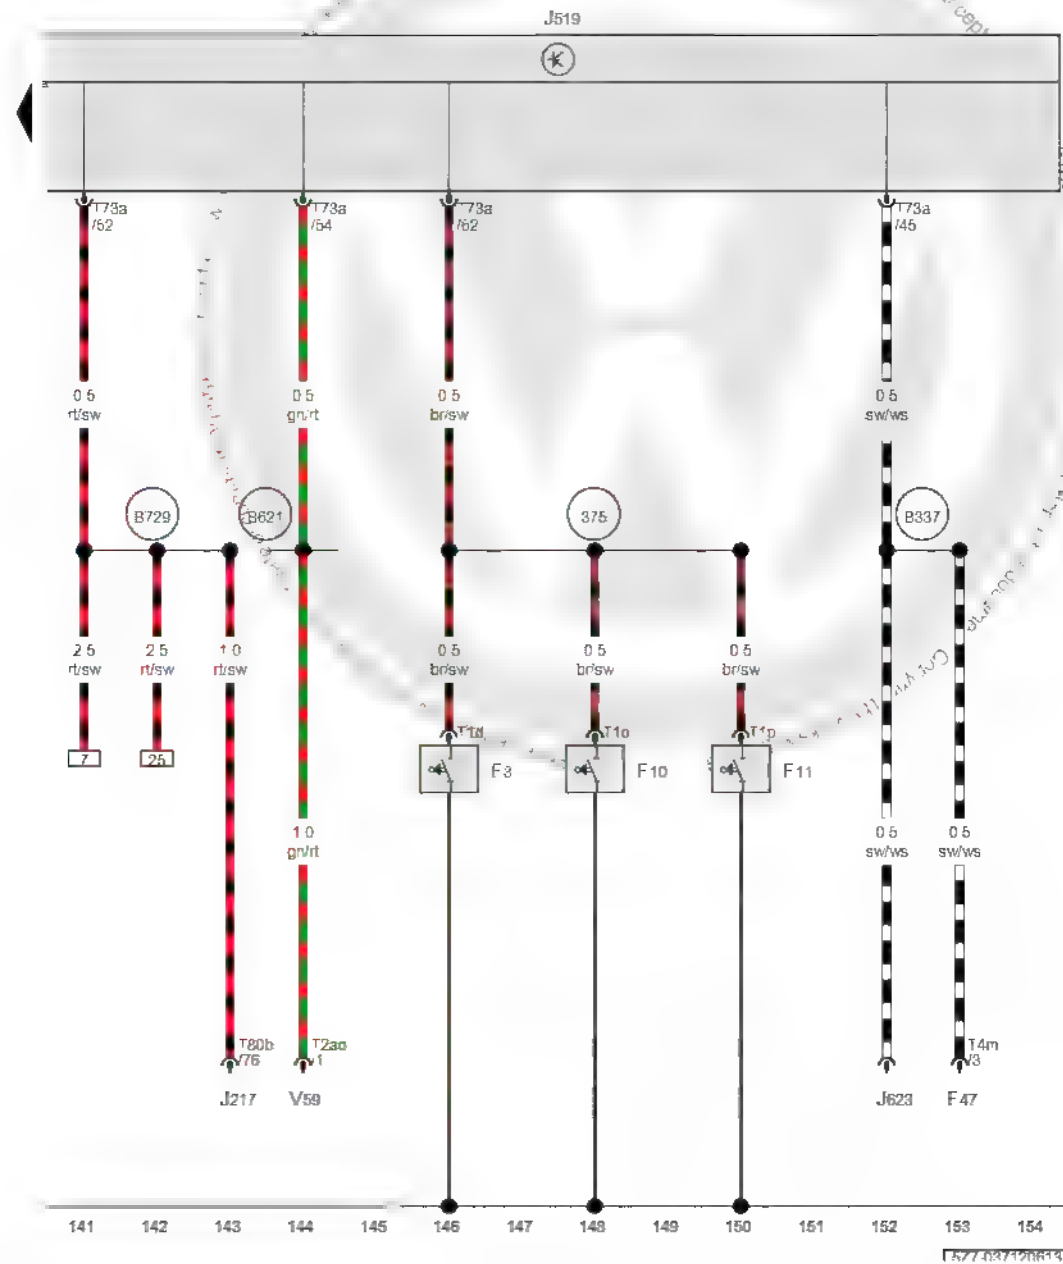 J519
T73a
/52
T73a
/54
T73a
/62
T73a
/45
0 5
rt/sw
0 5
gn/rt
0 5
br/sw
0 5
sw/ws
B729
B621
375
B337
2 5
rt/sw
2 5
rt/sw
1 0
rt/sw
0 5
br/sw
0 5
br/sw
0 5
br/sw
7
25
T1d
F3
T1o
F10
T1p
F11
1 0
gn/rt
0 5
sw/ws
0 5
sw/ws
T80b
/76
T2ao
/1
T4m
/3
J217
V59
J623
F47
141 142 143 144 145 146 147 148 149 150 151 152 153 154